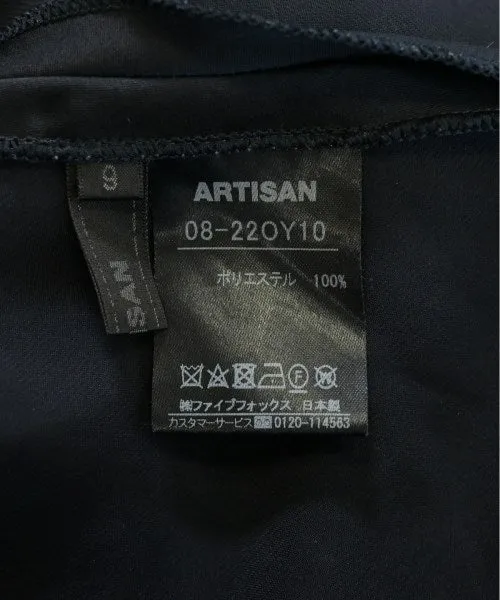 9
SAN
ARTISAN
08-220Y10
ポリエステル 100%
㈱ファイブフォックス 日本製
カスタマーサービス 0120-114563